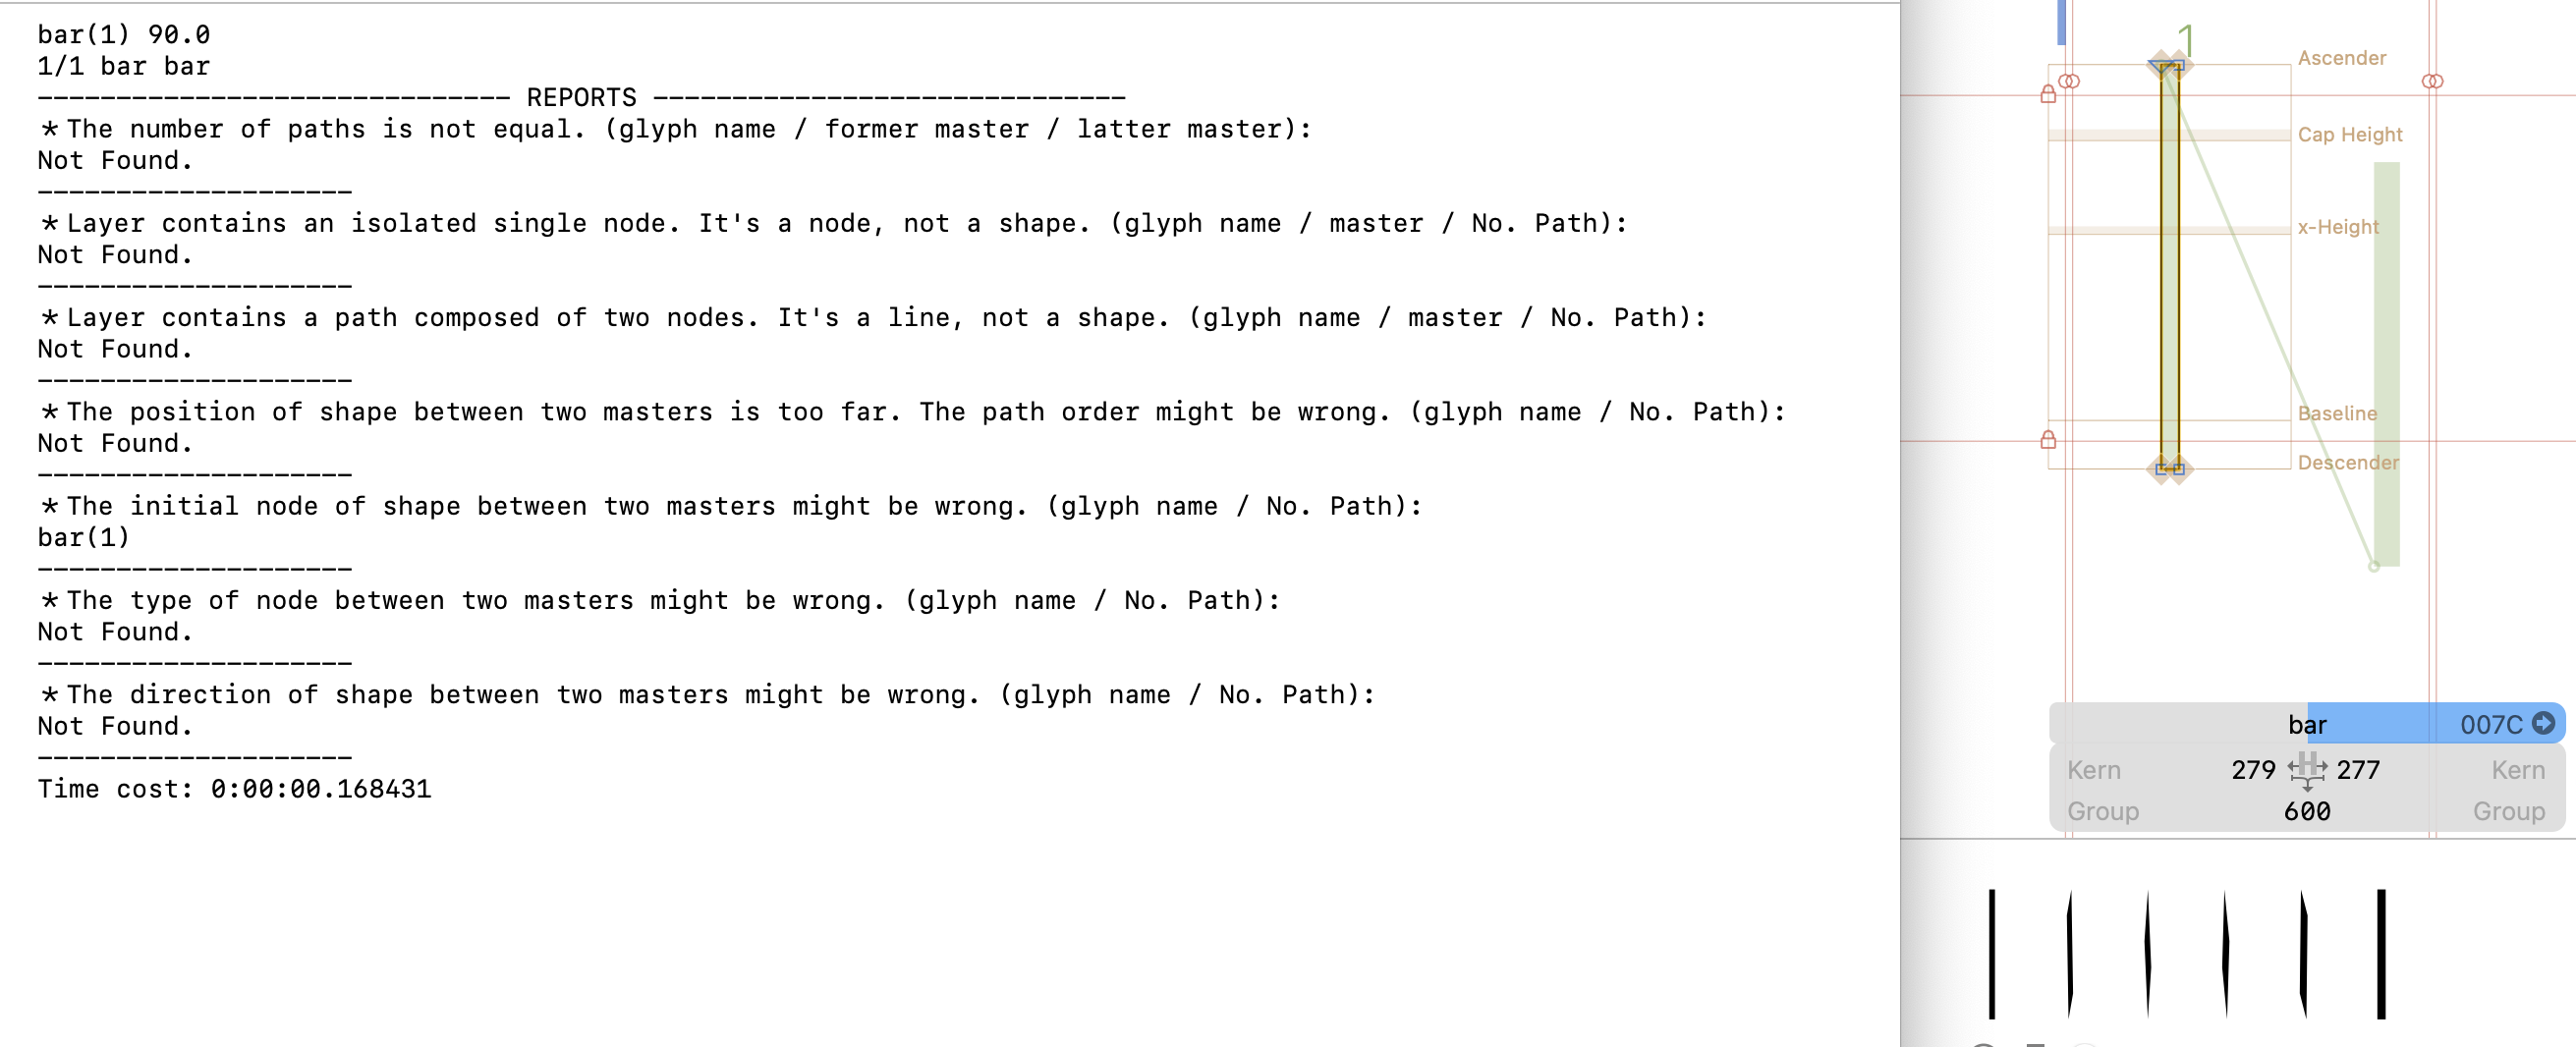 bar(1) 90.0
1/1 bar bar
------------------------------ REPORTS ------------------------------
*The number of paths is not equal. (glyph name / former master / latter master):
Not Found.
--------------------
*Layer contains an isolated single node. It's a node, not a shape. (glyph name / master / No. Path):
Not Found.
--------------------
*Layer contains a path composed of two nodes. It's a line, not a shape. (glyph name / master / No. Path):
Not Found.
--------------------
*The position of shape between two masters is too far. The path order might be wrong. (glyph name / No. Path):
Not Found.
--------------------
*The initial node of shape between two masters might be wrong. (glyph name / No. Path):
bar(1)
--------------------
*The type of node between two masters might be wrong. (glyph name / No. Path):
Not Found.
--------------------
*The direction of shape between two masters might be wrong. (glyph name / No. Path):
Not Found.
--------------------
Time cost: 0:00:00.168431
1
Ascender
Cap Height
x-Height
Baseline
Descender
bar 007C
Kern 279 H 277 Kern
Group 600 Group